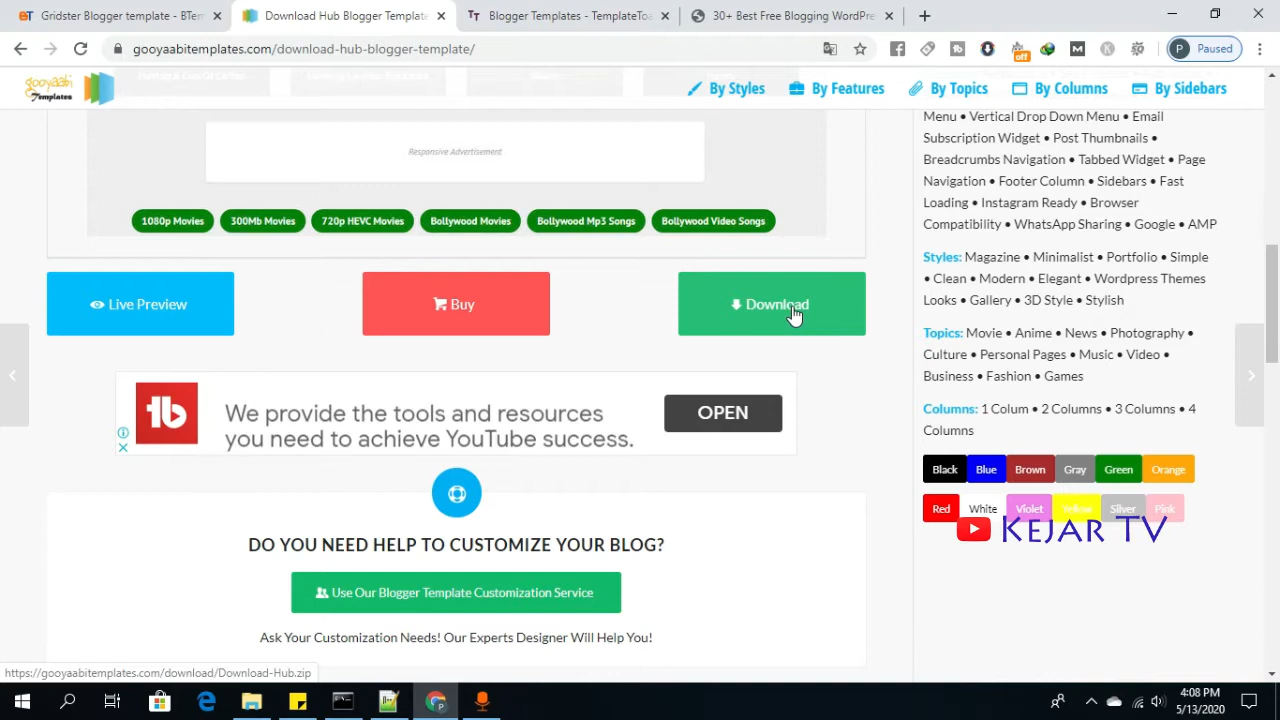 Gridster Blogger template - BTem
Download Hub Blogger Template
Blogger Templates - TemplateToa
30+ Best Free Blogging WordPre
gooyaabitemplates.com/download-hub-blogger-template/
off
P Paused
gooyaabi
Templates
By Styles
By Features
By Topics
By Columns
By Sidebars
Responsive Advertisement
1080p Movies
300Mb Movies
720p HEVC Movies
Bollywood Movies
Bollywood Mp3 Songs
Bollywood Video Songs
Live Preview
Buy
Download
We provide the tools and resources
you need to achieve YouTube success.
OPEN
DO YOU NEED HELP TO CUSTOMIZE YOUR BLOG?
Use Our Blogger Template Customization Service
Ask Your Customization Needs! Our Experts Designer Will Help You!
Menu • Vertical Drop Down Menu • Email
Subscription Widget • Post Thumbnails •
Breadcrumbs Navigation • Tabbed Widget • Page
Navigation • Footer Column • Sidebars • Fast
Loading • Instagram Ready • Browser
Compatibility • WhatsApp Sharing • Google • AMP
Styles: Magazine • Minimalist • Portfolio • Simple
• Clean • Modern • Elegant • Wordpress Themes
Looks • Gallery • 3D Style • Stylish
Topics: Movie • Anime • News • Photography •
Culture • Personal Pages • Music • Video •
Business • Fashion • Games
Columns: 1 Colum • 2 Columns • 3 Columns • 4
Columns
Black Blue Brown Gray Green Orange
Red White Violet Yellow Silver Pink
KEJAR TV
https://gooyaabitemplates.com/download/Download-Hub.zip
4:08 PM
5/13/2020